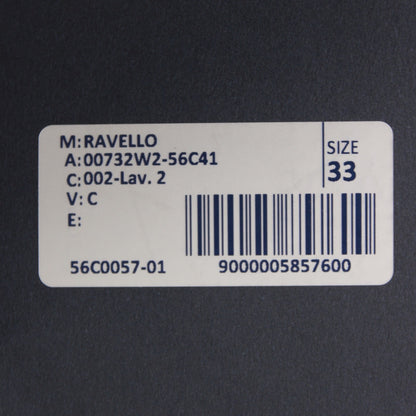 M: RAVELLO
A: 00732W2-56C41
C: 002-Lav. 2
V: C
E:
SIZE
33
56C0057-01
9000005857600